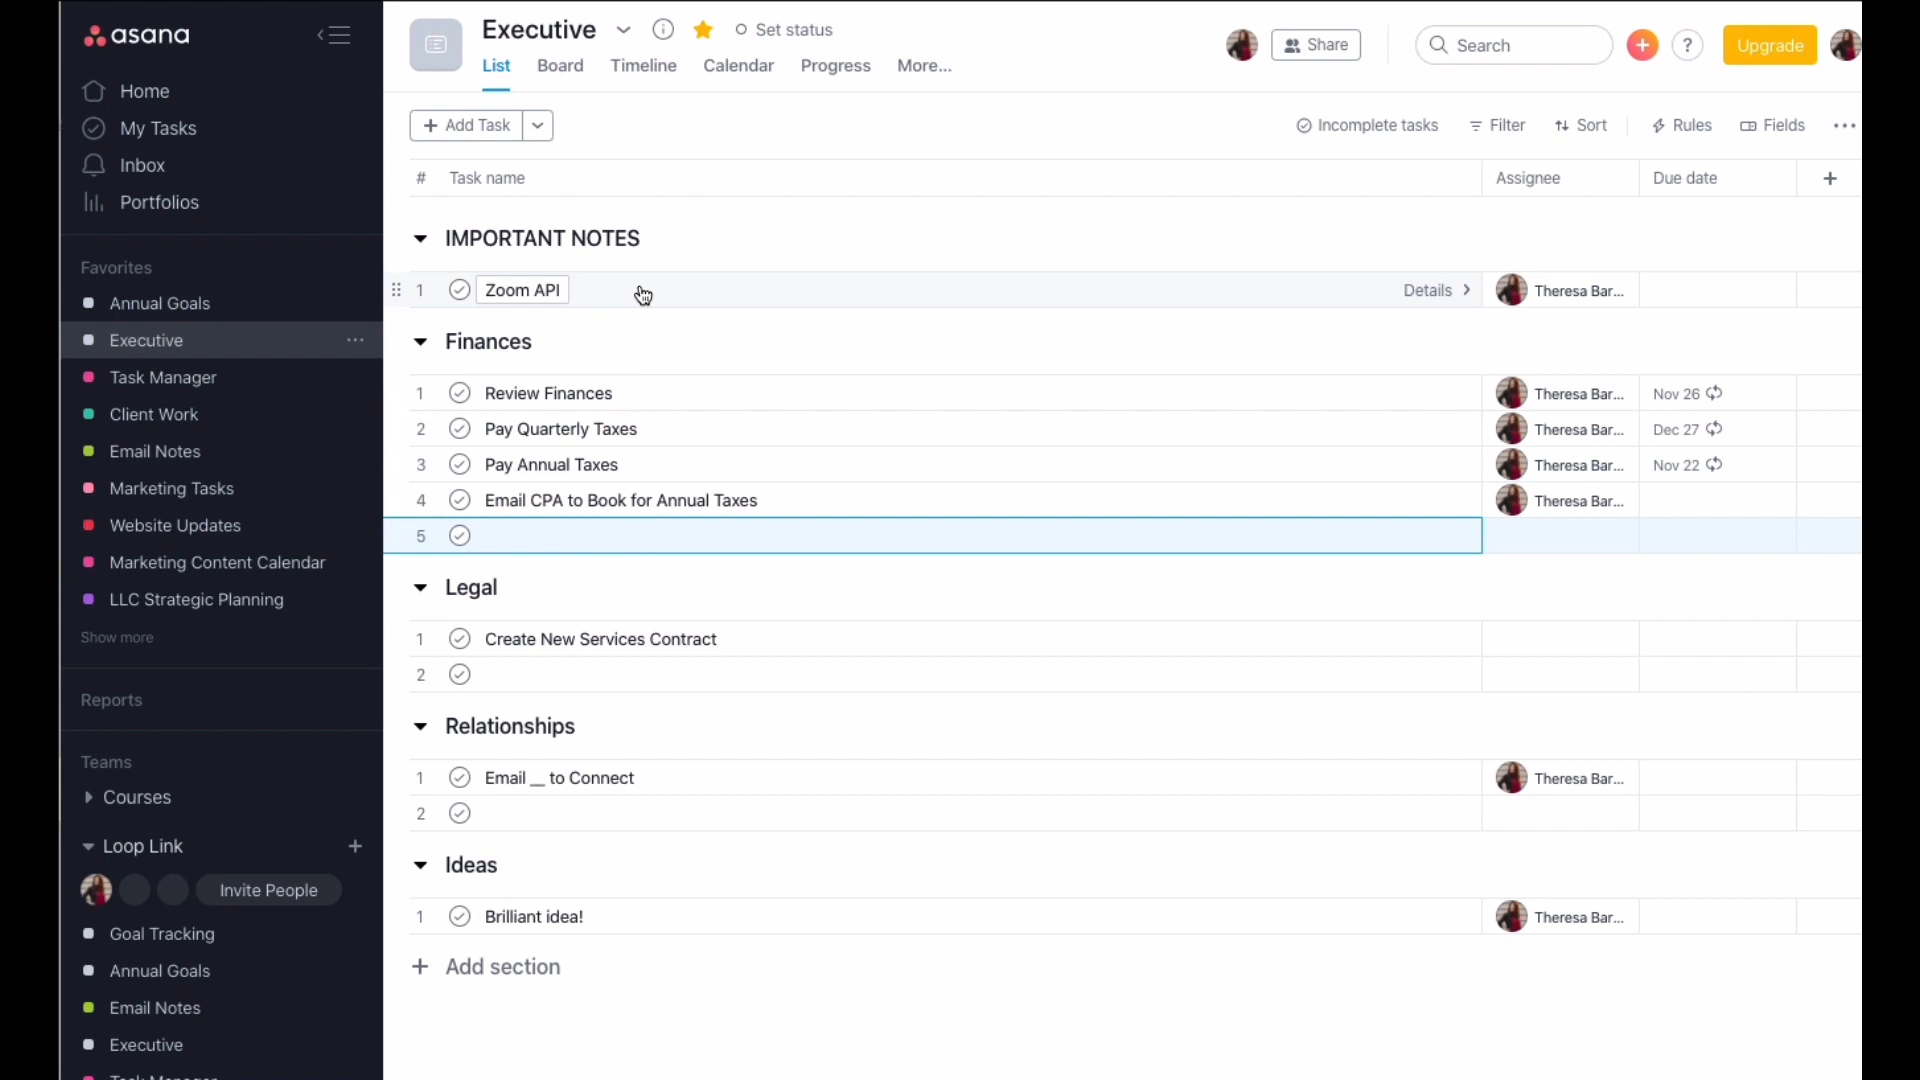 asana
Home
My Tasks
Inbox
Portfolios
Favorites
Annual Goals
Executive
Task Manager
Client Work
Email Notes
Marketing Tasks
Website Updates
Marketing Content Calendar
LLC Strategic Planning
Show more
Reports
Teams
Courses
Loop Link
Invite People
Goal Tracking
Annual Goals
Email Notes
Executive
Task Manager
Executive
Set status
List Board Timeline Calendar Progress More...
Share
Search
?
Upgrade
+ Add Task
Incomplete tasks
Filter
Sort
Rules
Fields
# Task name Assignee Due date +
IMPORTANT NOTES
1 Zoom API Details Theresa Bar...
Finances
1 Review Finances Theresa Bar... Nov 26
2 Pay Quarterly Taxes Theresa Bar... Dec 27
3 Pay Annual Taxes Theresa Bar... Nov 22
4 Email CPA to Book for Annual Taxes Theresa Bar...
5
Legal
1 Create New Services Contract
2
Relationships
1 Email __ to Connect Theresa Bar...
2
Ideas
1 Brilliant idea! Theresa Bar...
+ Add section